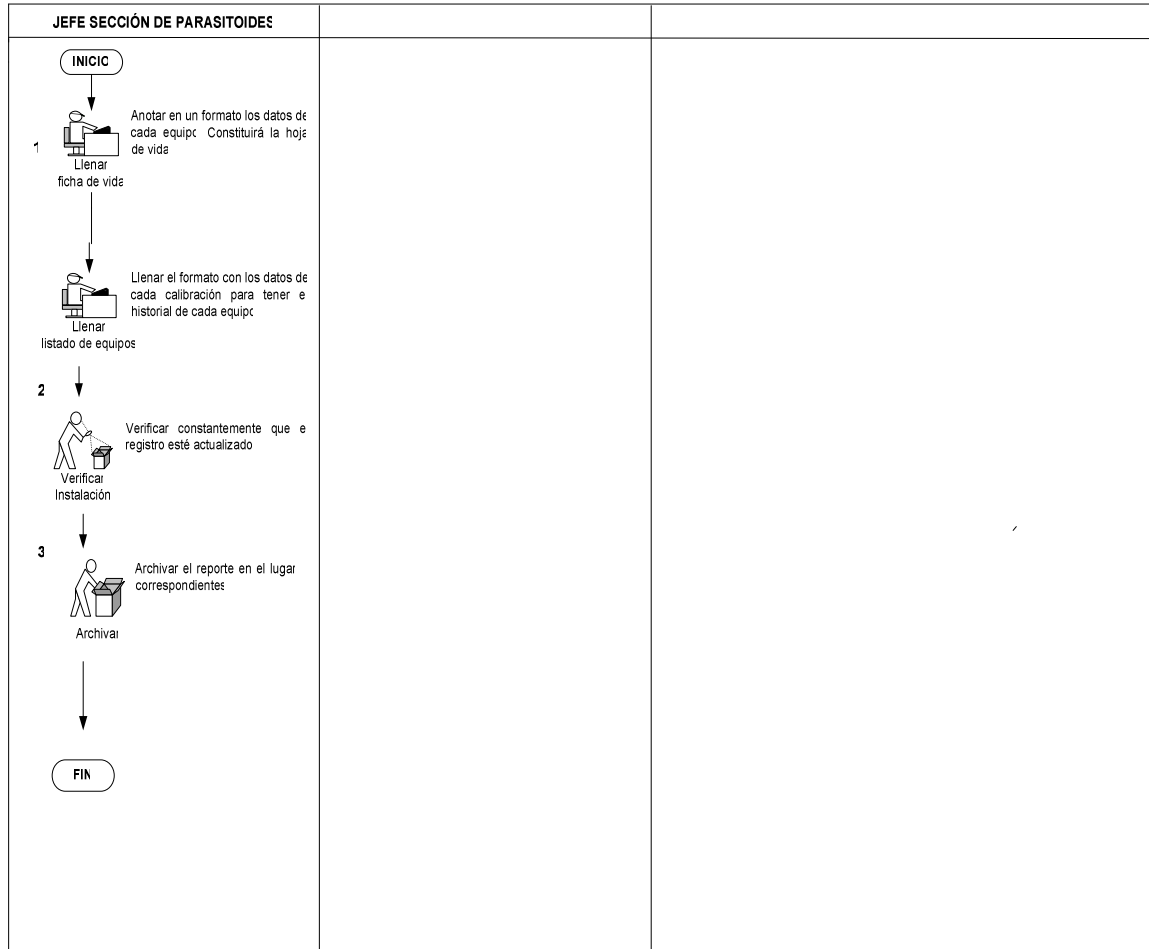 JEFE SECCIÓN DE PARASITOIDES
INICIO
Anotar en un formato los datos de
cada equipo Constituirá la hoja
de vida
1
Llenar
ficha de vida
Llenar el formato con los datos de
cada calibración para tener e
historial de cada equipo
Llenar
listado de equipos
2
Verificar constantemente que e
registro esté actualizado
Verificar
Instalación
3
Archivar el reporte en el lugar
correspondientes
Archivar
FIN